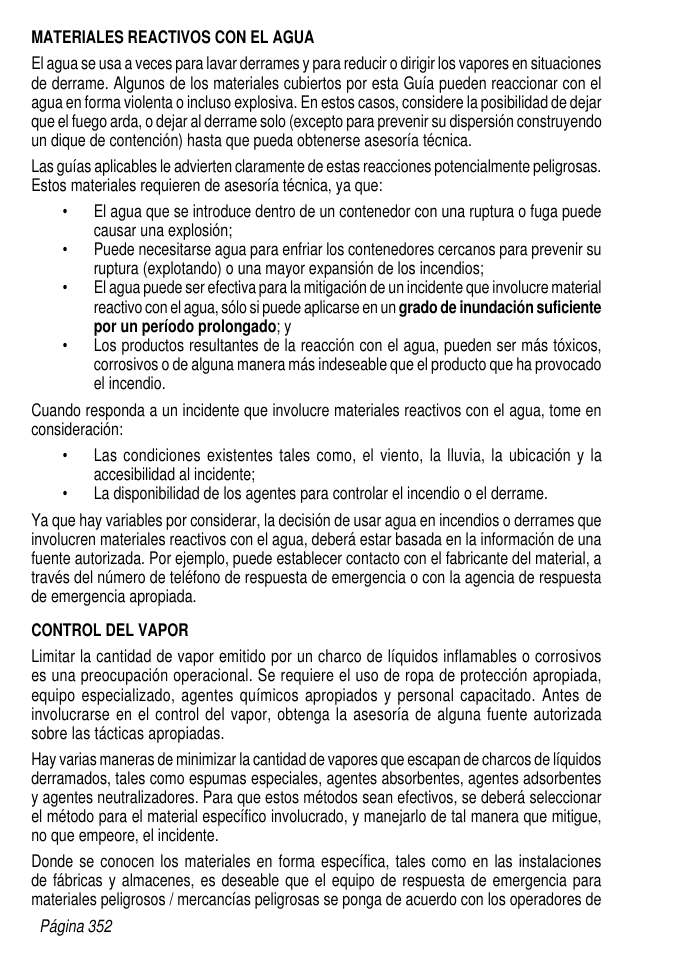 MATERIALES REACTIVOS CON EL AGUA
El agua se usa a veces para lavar derrames y para reducir o dirigir los vapores en situaciones
de derrame. Algunos de los materiales cubiertos por esta Guía pueden reaccionar con el
agua en forma violenta o incluso explosiva. En estos casos, considere la posibilidad de dejar
que el fuego arda, o dejar al derrame solo (excepto para prevenir su dispersión construyendo
un dique de contención) hasta que pueda obtenerse asesoría técnica.
Las guías aplicables le advierten claramente de estas reacciones potencialmente peligrosas.
Estos materiales requieren de asesoría técnica, ya que:
• El agua que se introduce dentro de un contenedor con una ruptura o fuga puede
causar una explosión;
• Puede necesitarse agua para enfriar los contenedores cercanos para prevenir su
ruptura (explotando) o una mayor expansión de los incendios;
• El agua puede ser efectiva para la mitigación de un incidente que involucre material
reactivo con el agua, sólo si puede aplicarse en un grado de inundación suficiente
por un período prolongado; y
• Los productos resultantes de la reacción con el agua, pueden ser más tóxicos,
corrosivos o de alguna manera más indeseable que el producto que ha provocado
el incendio.
Cuando responda a un incidente que involucre materiales reactivos con el agua, tome en
consideración:
• Las condiciones existentes tales como, el viento, la lluvia, la ubicación y la
accesibilidad al incidente;
• La disponibilidad de los agentes para controlar el incendio o el derrame.
Ya que hay variables por considerar, la decisión de usar agua en incendios o derrames que
involucren materiales reactivos con el agua, deberá estar basada en la información de una
fuente autorizada. Por ejemplo, puede establecer contacto con el fabricante del material, a
través del número de teléfono de respuesta de emergencia o con la agencia de respuesta
de emergencia apropiada.
CONTROL DEL VAPOR
Limitar la cantidad de vapor emitido por un charco de líquidos inflamables o corrosivos
es una preocupación operacional. Se requiere el uso de ropa de protección apropiada,
equipo especializado, agentes químicos apropiados y personal capacitado. Antes de
involucrarse en el control del vapor, obtenga la asesoría de alguna fuente autorizada
sobre las tácticas apropiadas.
Hay varias maneras de minimizar la cantidad de vapores que escapan de charcos de líquidos
derramados, tales como espumas especiales, agentes absorbentes, agentes adsorbentes
y agentes neutralizadores. Para que estos métodos sean efectivos, se deberá seleccionar
el método para el material específico involucrado, y manejarlo de tal manera que mitigue,
no que empeore, el incidente.
Donde se conocen los materiales en forma específica, tales como en las instalaciones
de fábricas y almacenes, es deseable que el equipo de respuesta de emergencia para
materiales peligrosos / mercancías peligrosas se ponga de acuerdo con los operadores de
Página 352